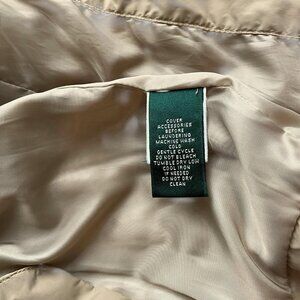 COVER
ACCESSORIES
BEFORE
LAUNDERING
MACHINE WASH
COLD
GENTLE CYCLE
DO NOT BLEACH
TUMBLE DRY LOW
COOL IRON
IF NEEDED
DO NOT DRY
CLEAN